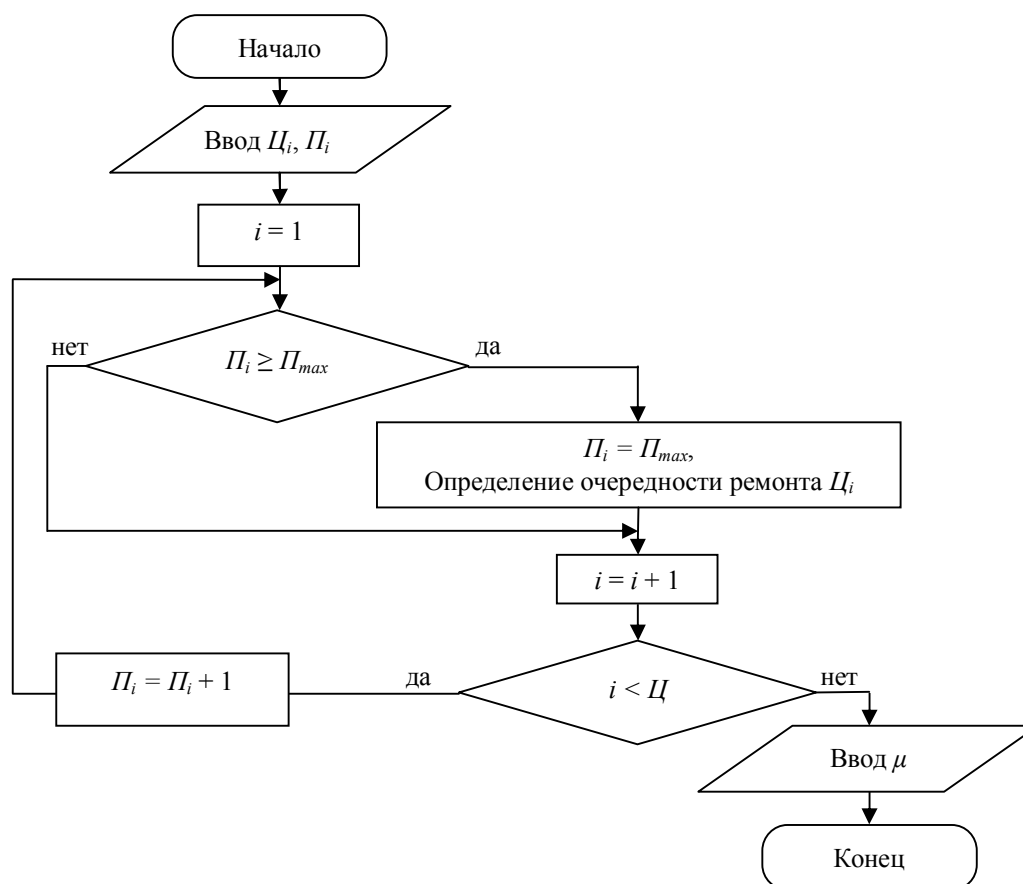 Начало
Ввод Цᵢ, Пᵢ
i = 1
нет
Пᵢ ≥ Пmax
да
Пᵢ = Пmax,
Определение очередности ремонта Цᵢ
i = i + 1
Пᵢ = Пᵢ + 1
да
i < Ц
нет
Ввод μ
Конец